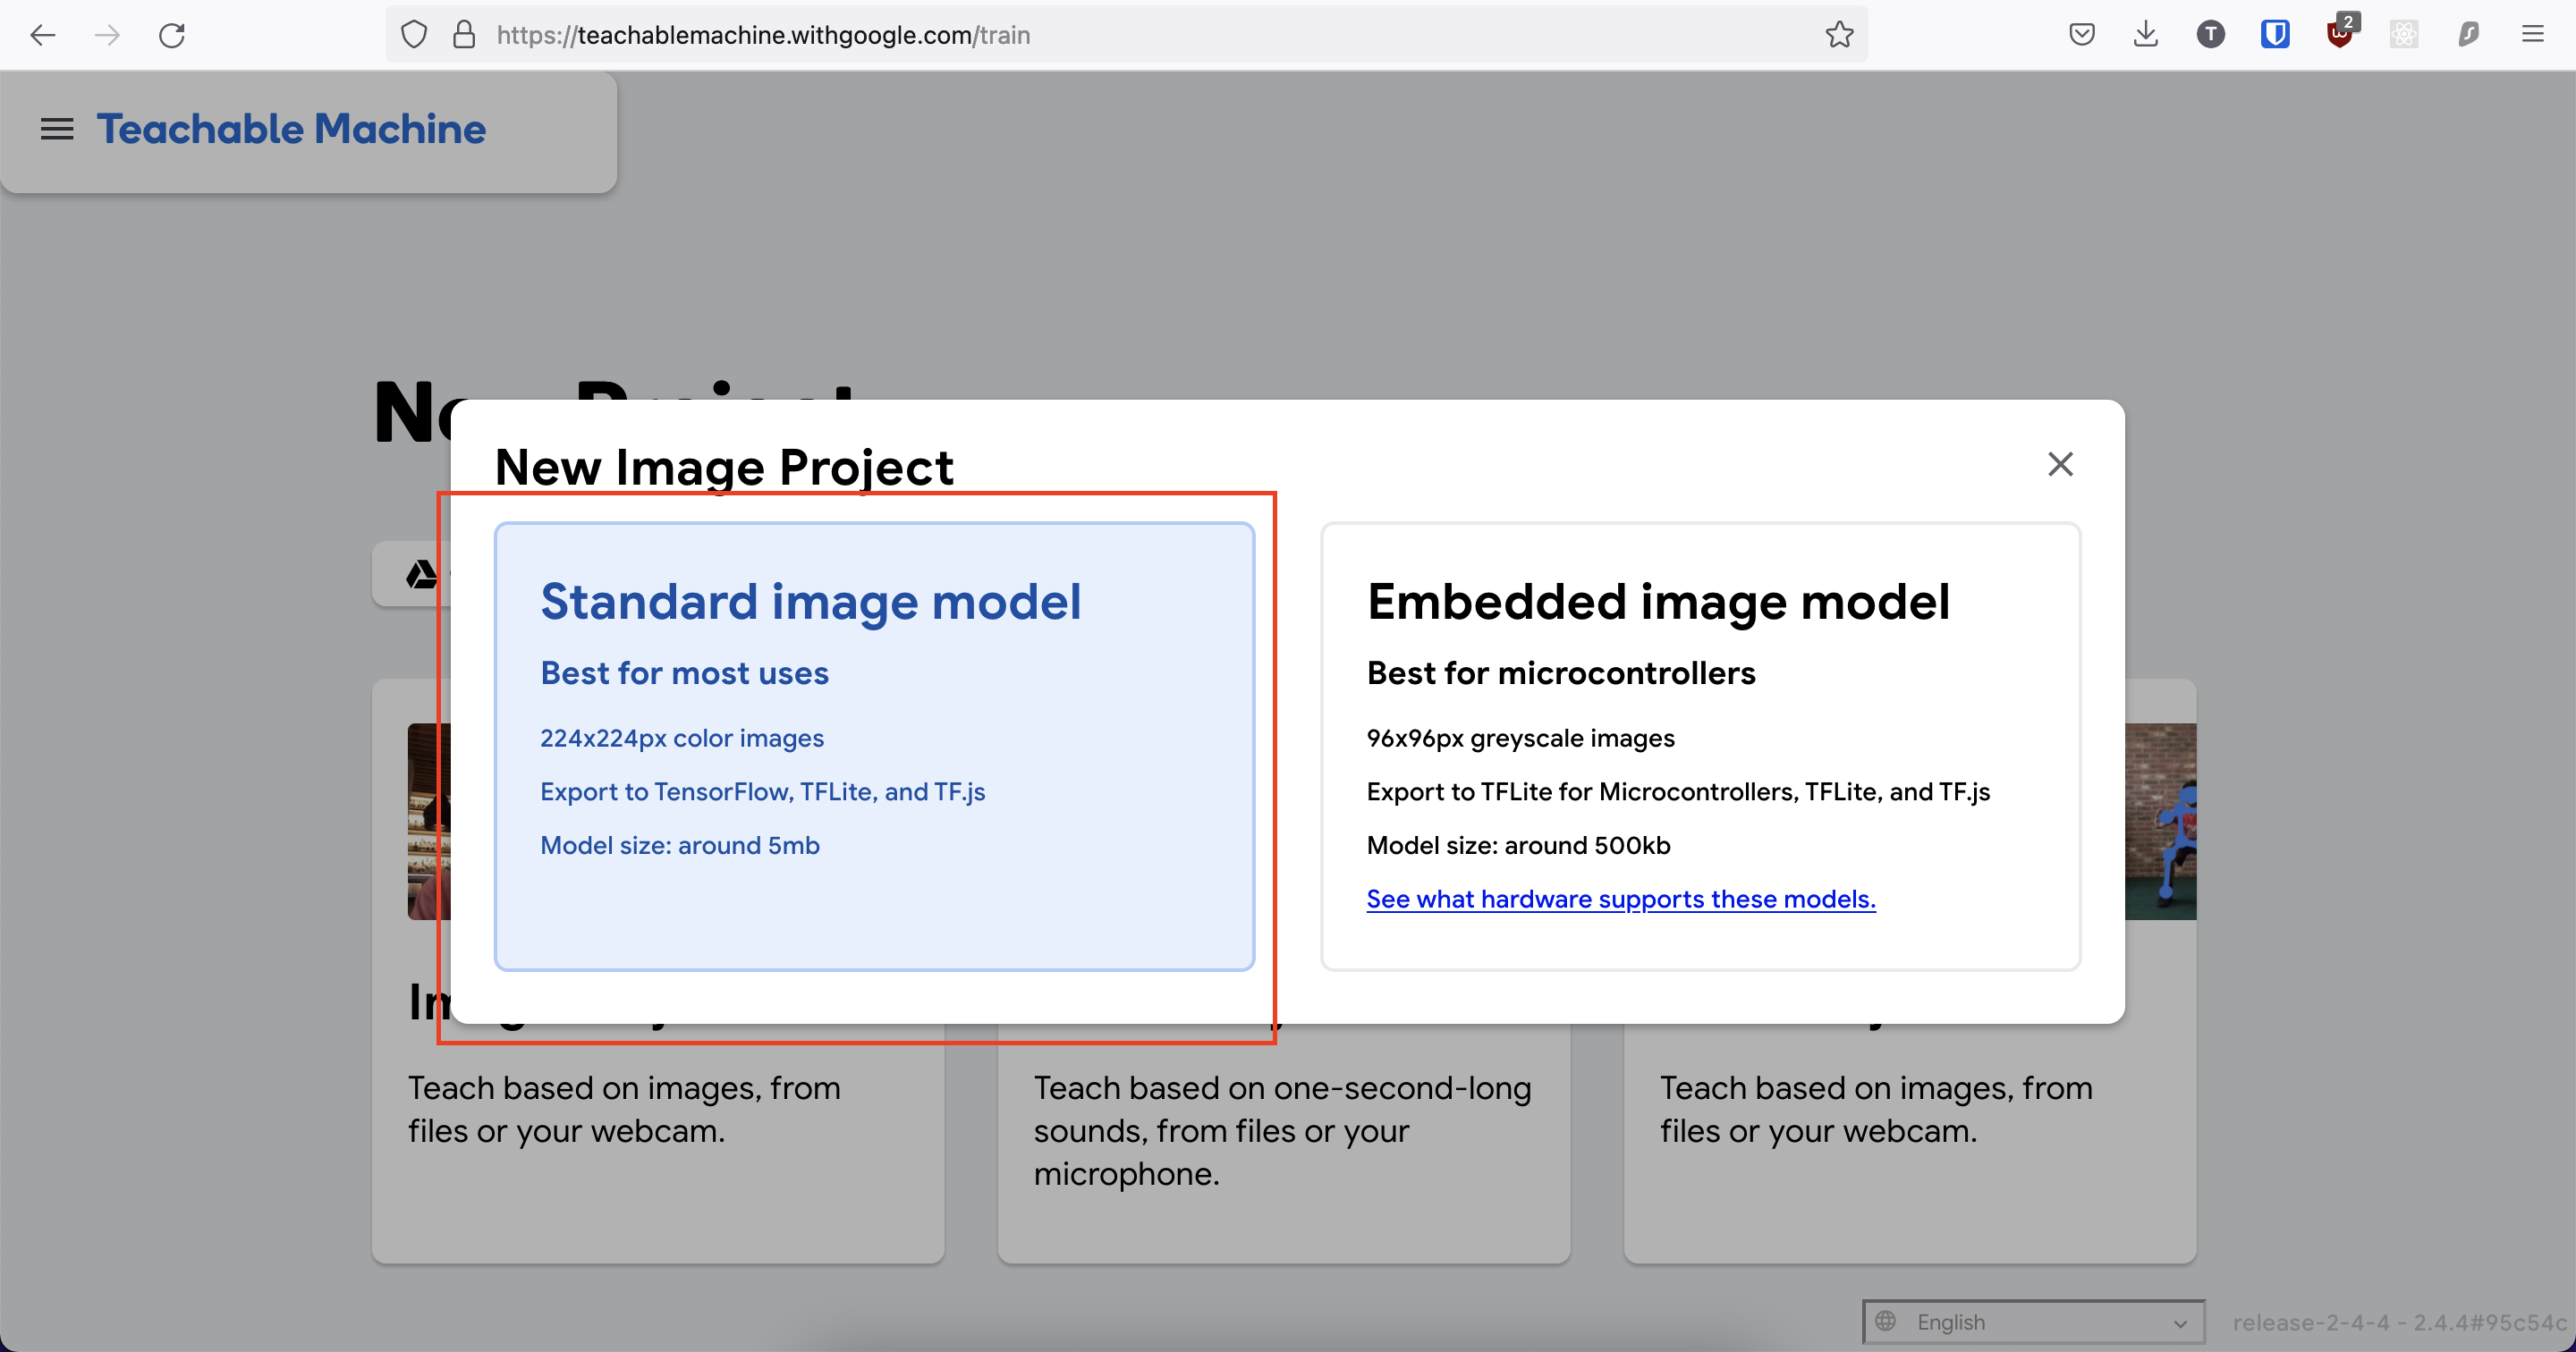 https://teachablemachine.withgoogle.com/train
T
2
Teachable Machine
New Image Project
Standard image model
Best for most uses
224x224px color images
Export to TensorFlow, TFLite, and TF.js
Model size: around 5mb
Embedded image model
Best for microcontrollers
96x96px greyscale images
Export to TFLite for Microcontrollers, TFLite, and TF.js
Model size: around 500kb
See what hardware supports these models.
Teach based on images, from
files or your webcam.
Teach based on one-second-long
sounds, from files or your
microphone.
Teach based on images, from
files or your webcam.
English
release-2-4-4 - 2.4.4#95c54c